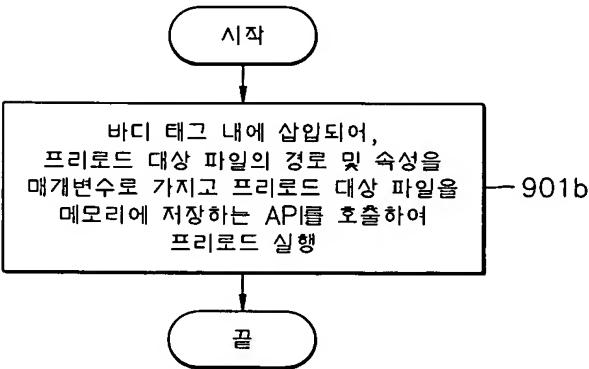 시작
바디 태그 내에 삽입되어,
프리로드 대상 파일의 경로 및 속성을
매개변수로 가지고 프리로드 대상 파일을
메모리에 저장하는 API를 호출하여
프리로드 실행
901b
끝